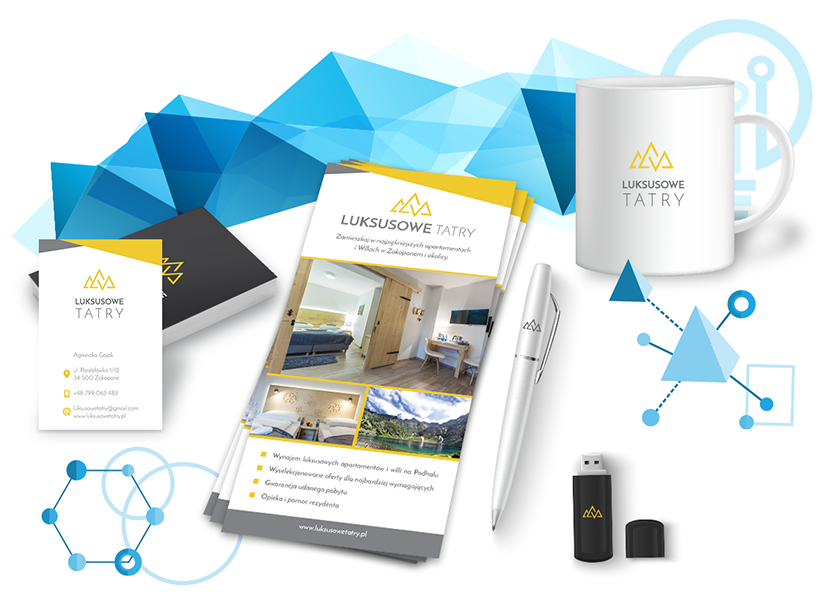 LUKSUSOWE
TATRY
Agnieszka Gąsik
ul. Pardałówka 1/12
34 500 Zakopane
+48 799 063 483
luksusowetatry@gmail.com
www.luksusowetatry.pl
LUKSUSOWE TATRY
Zamieszkaj w najpiękniejszych apartamentach
i Willach w Zakopanem i okolicy.
Wynajem luksusowych apartamentów i willi na Podhalu
Wyselekcjonowane oferty dla najbardziej wymagających
Gwarancja udanego pobytu
Opieka i pomoc rezydenta
www.luksusowetatry.pl
LUKSUSOWE
TATRY